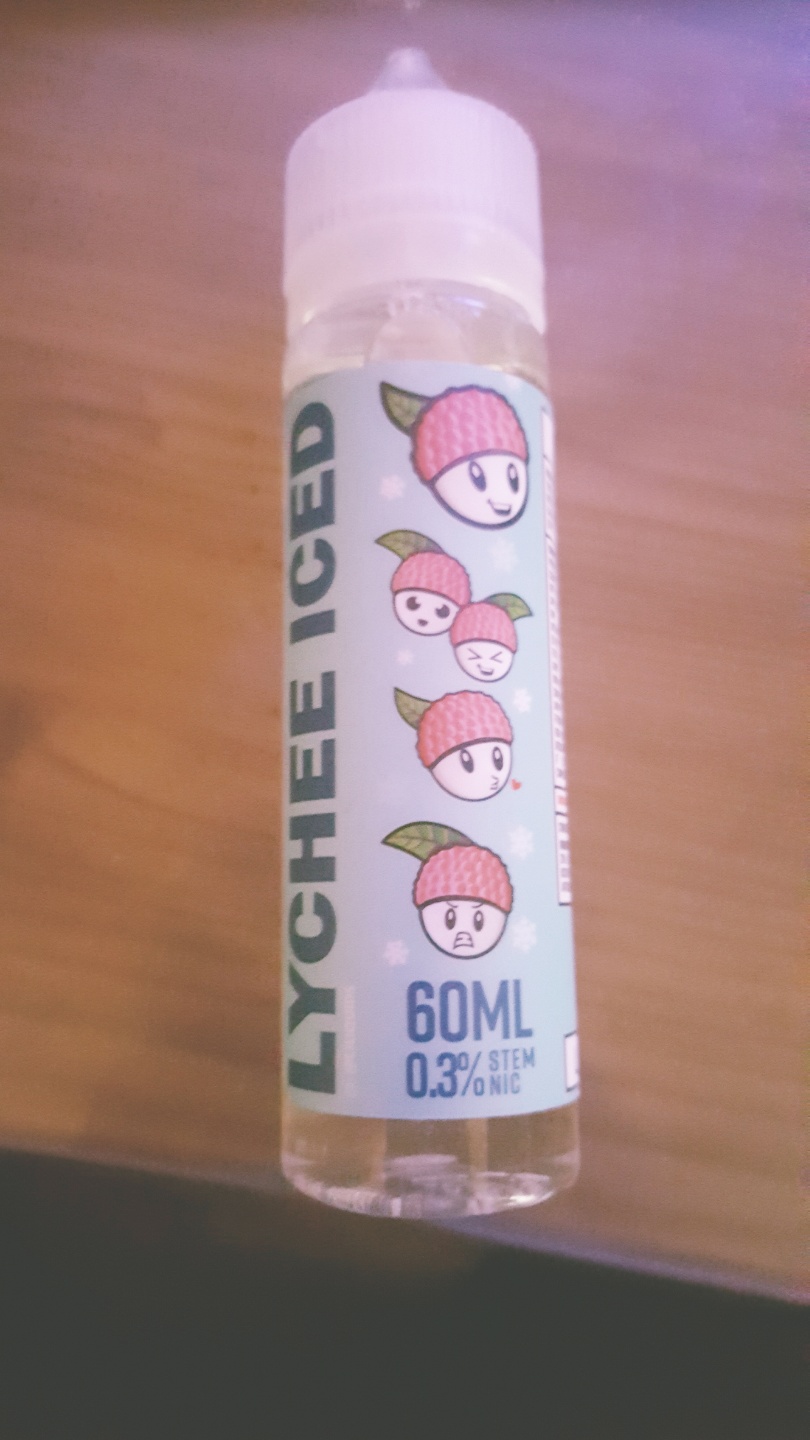 LYCHEE ICED
60ML
0.3% STEM
NIC